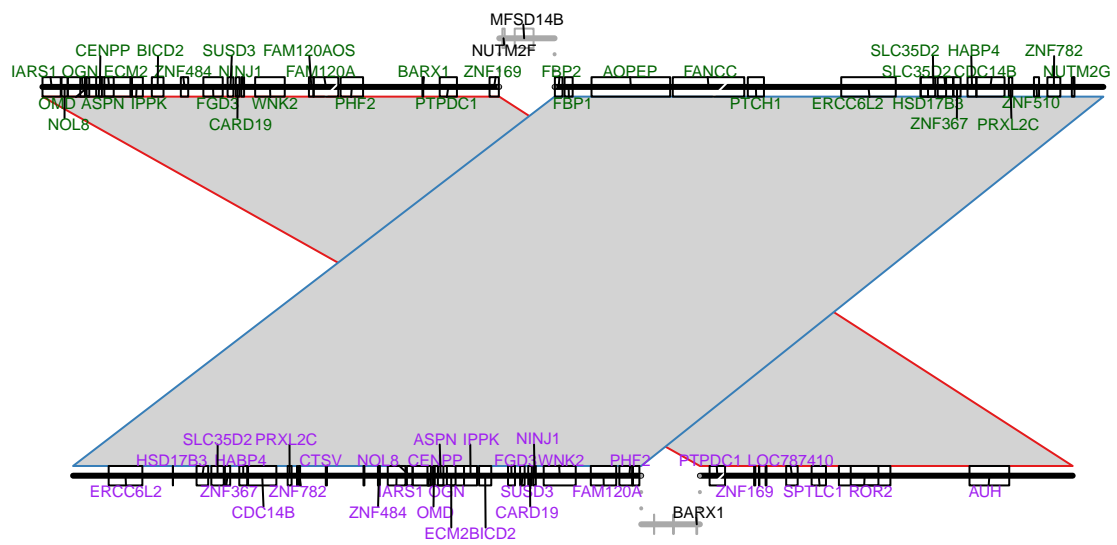 MFSD14B
NUTM2F
CENPP BICD2 SUSD3 FAM120AOS SLC35D2 HABP4 ZNF782
IARS1 OGN ECM2 ZNF484 NINJ1 FAM120A BARX1 ZNF169 FBP2 AOPEP FANCC SLC35D2 CDC14B NUTM2G
OMD ASPN IPPK FGD3 WNK2 PHF2 PTPDC1 FBP1 PTCH1 ERCC6L2 HSD17B3 ZNF510
NOL8 CARD19 ZNF367 PRXL2C
SLC35D2 PRXL2C ASPN IPPK NINJ1
HSD17B3 HABP4 CTSV NOL8 CENPP FGD3 WNK2 PHF2 PTPDC1 LOC787410
ERCC6L2 ZNF367 ZNF782 IARS1 OGN SUSD3 FAM120A ZNF169 SPTLC1 ROR2 AUH
CDC14B ZNF484 OMD CARD19 BARX1
ECM2 BICD2